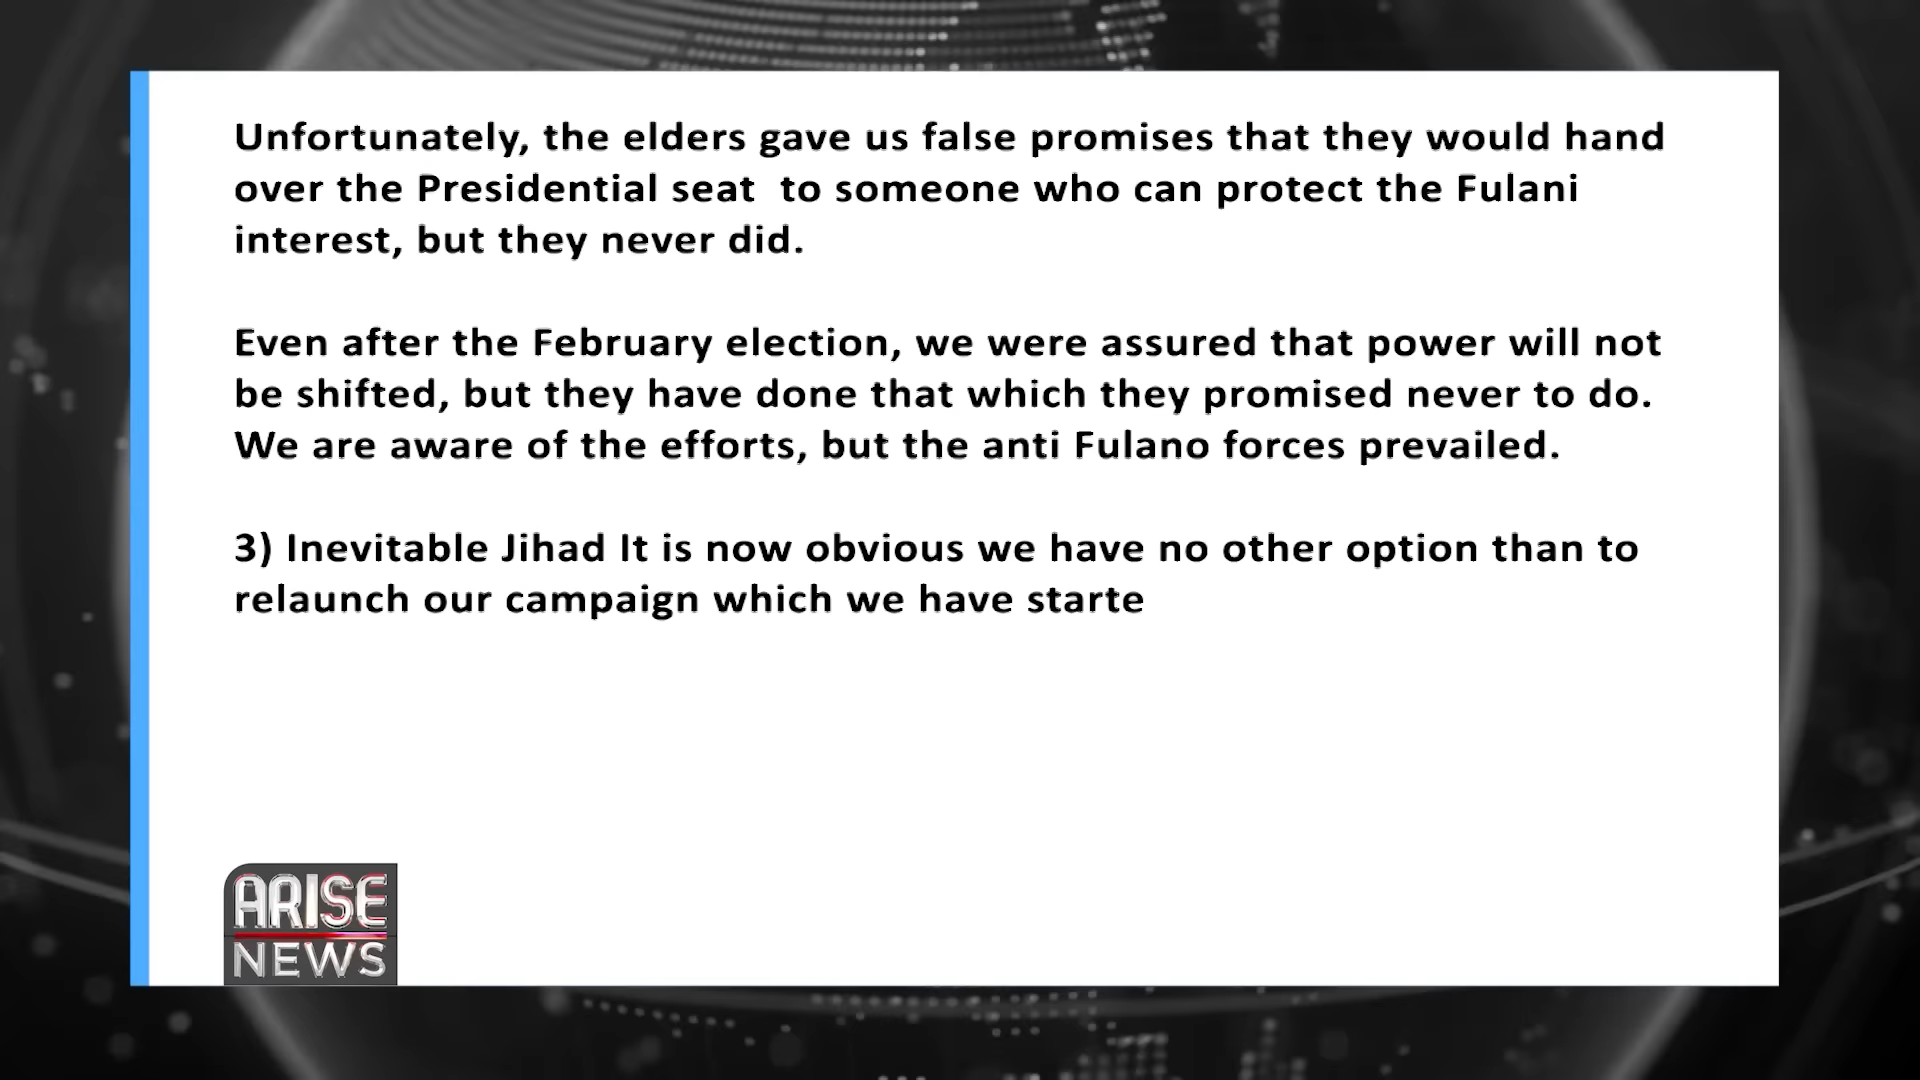 Unfortunately, the elders gave us false promises that they would hand
over the Presidential seat  to someone who can protect the Fulani
interest, but they never did.
Even after the February election, we were assured that power will not
be shifted, but they have done that which they promised never to do.
We are aware of the efforts, but the anti Fulano forces prevailed.
3) Inevitable Jihad It is now obvious we have no other option than to
relaunch our campaign which we have starte
ARISE
NEWS